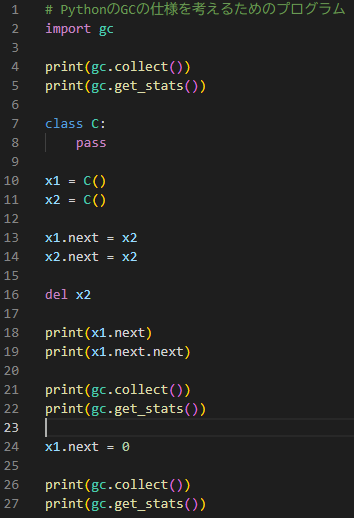 1 # PythonのGCの仕様を考えるためのプログラム
2 import gc
3
4 print(gc.collect())
5 print(gc.get_stats())
6
7 class C:
8     pass
9
10 x1 = C()
11 x2 = C()
12
13 x1.next = x2
14 x2.next = x2
15
16 del x2
17
18 print(x1.next)
19 print(x1.next.next)
20
21 print(gc.collect())
22 print(gc.get_stats())
23
24 x1.next = 0
25
26 print(gc.collect())
27 print(gc.get_stats())